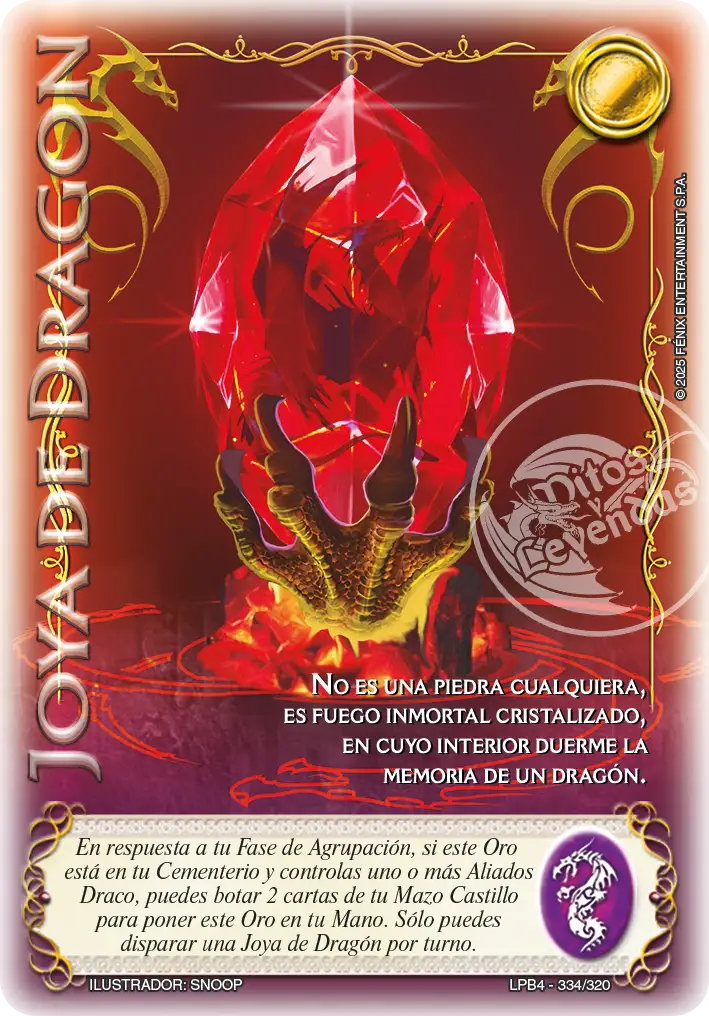 JOYA DE DRAGON
© 2025 FÉNIX ENTERTAINMENT S.P.A.
Mitos
y
Leyendas
NO ES UNA PIEDRA CUALQUIERA,
ES FUEGO INMORTAL CRISTALIZADO,
EN CUYO INTERIOR DUERME LA
MEMORIA DE UN DRAGÓN.
En respuesta a tu Fase de Agrupación, si este Oro
está en tu Cementerio y controlas uno o más Aliados
Draco, puedes botar 2 cartas de tu Mazo Castillo
para poner este Oro en tu Mano. Sólo puedes
disparar una Joya de Dragón por turno.
ILUSTRADOR: SNOOP
LPB4 - 334/320